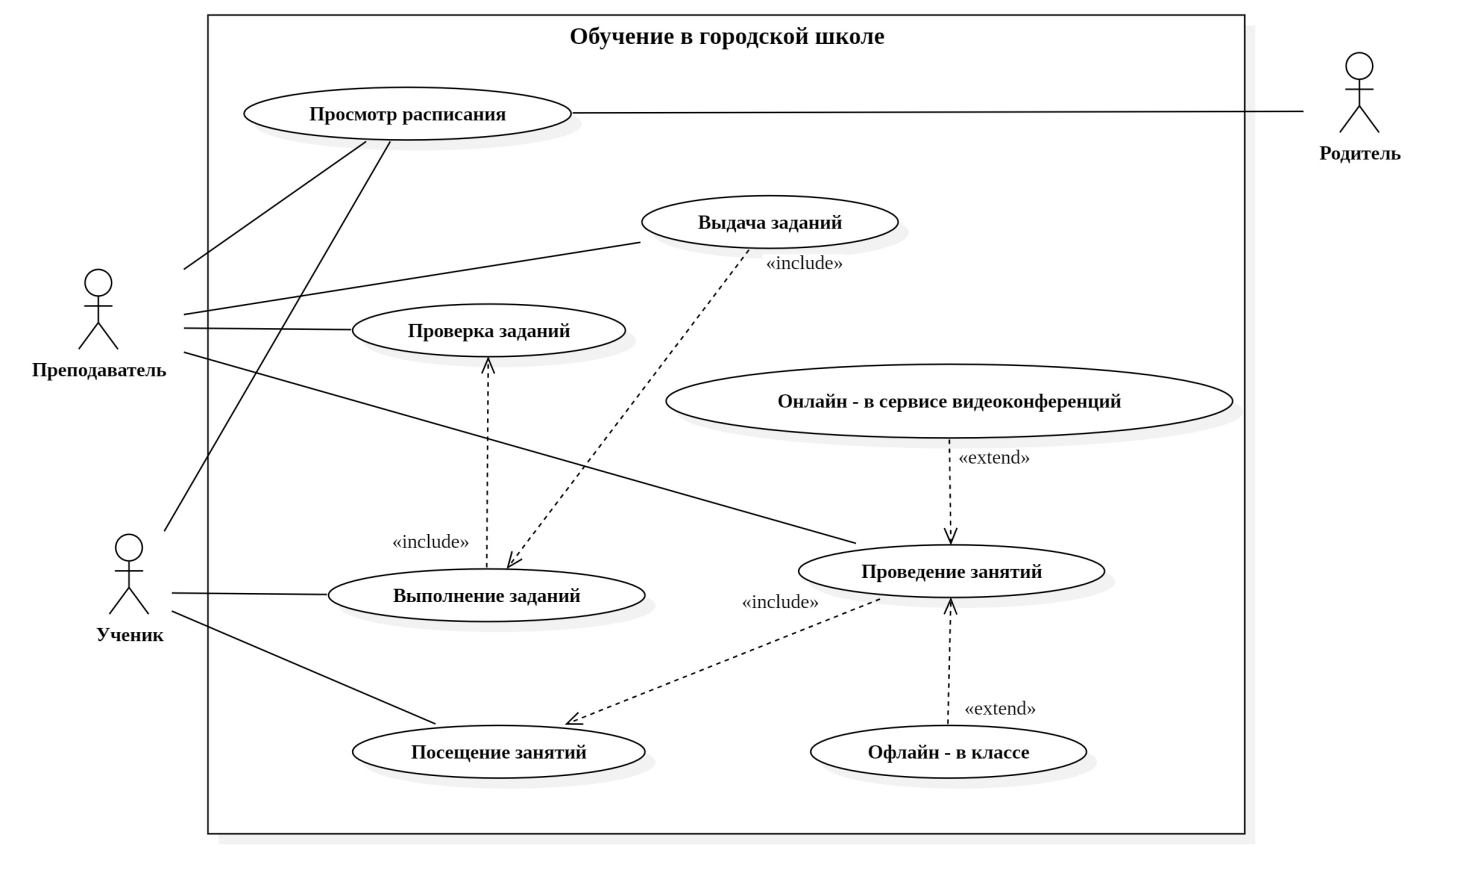 Обучение в городской школе
Просмотр расписания
Родитель
Выдача заданий
«include»
Проверка заданий
Преподаватель
Онлайн - в сервисе видеоконференций
«extend»
«include»
Проведение занятий
Выполнение заданий
«include»
Ученик
«extend»
Посещение занятий
Офлайн - в классе